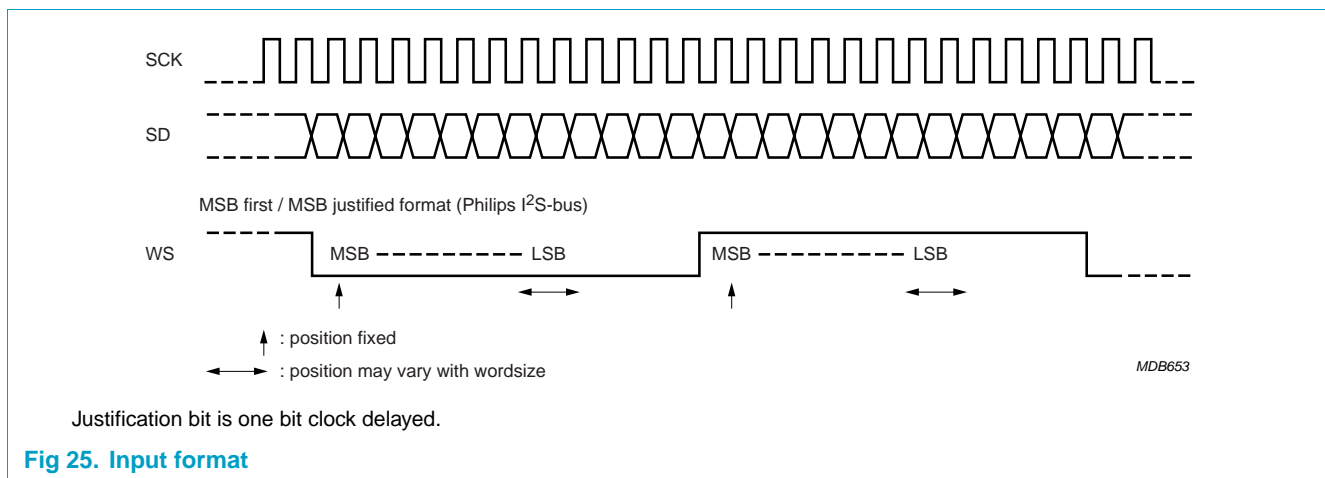 SCK
SD
MSB first / MSB justified format (Philips I2S-bus)
WS MSB LSB MSB LSB
: position fixed
: position may vary with wordsize
MDB653
Justification bit is one bit clock delayed.
Fig 25. Input format